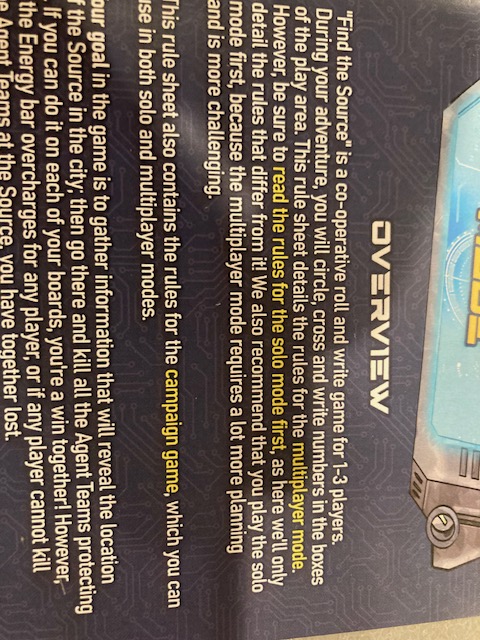 OVERVIEW
"Find the Source" is a co-operative roll and write game for 1-3 players.
During your adventure, you will circle, cross and write numbers in the boxes
of the play area. This rule sheet details the rules for the multiplayer mode.
However, be sure to read the rules for the solo mode first, as here we'll only
detail the rules that differ from it! We also recommend that you play the solo
mode first, because the multiplayer mode requires a lot more planning
and is more challenging.
This rule sheet also contains the rules for the campaign game, which you can
use in both solo and multiplayer modes.
our goal in the game is to gather information that will reveal the location
f the Source in the city; then go there and kill all the Agent Teams protecting
If you can do it on each of your boards, you're a win together! However,
the Energy bar overcharges for any player, or if any player cannot kill
e Agent Teams at the Source, you have together lost.